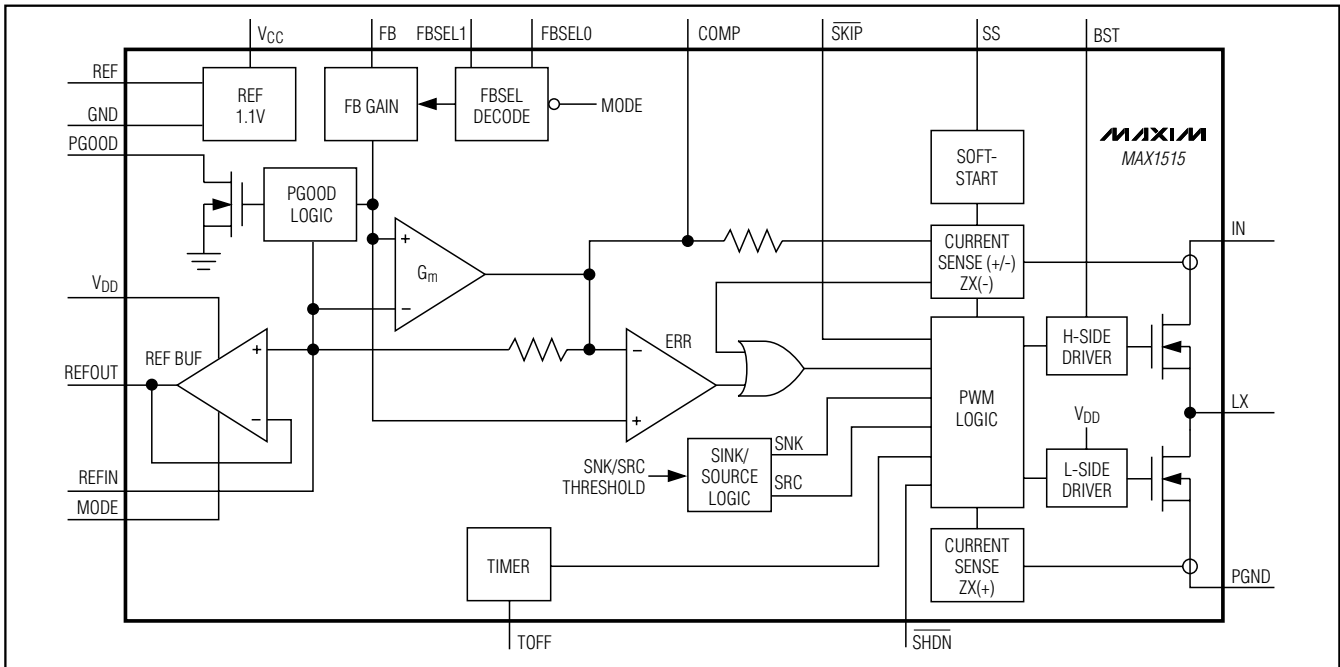 VCC
FB
FBSEL1
FBSEL0
COMP
SKIP
SS
BST
REF
GND
PGOOD
REF
1.1V
FB GAIN
FBSEL
DECODE
MODE
MAXIM
MAX1515
SOFT-
START
PGOOD
LOGIC
+
Gm
−
IN
CURRENT
SENSE (+/-)
ZX(-)
VDD
REF BUF
+
−
REFOUT
ERR
−
+
H-SIDE
DRIVER
PWM
LOGIC
LX
VDD
L-SIDE
DRIVER
SNK/SRC
THRESHOLD
SINK/
SOURCE
LOGIC
SNK
SRC
REFIN
MODE
TIMER
CURRENT
SENSE
ZX(+)
PGND
TOFF
SHDN